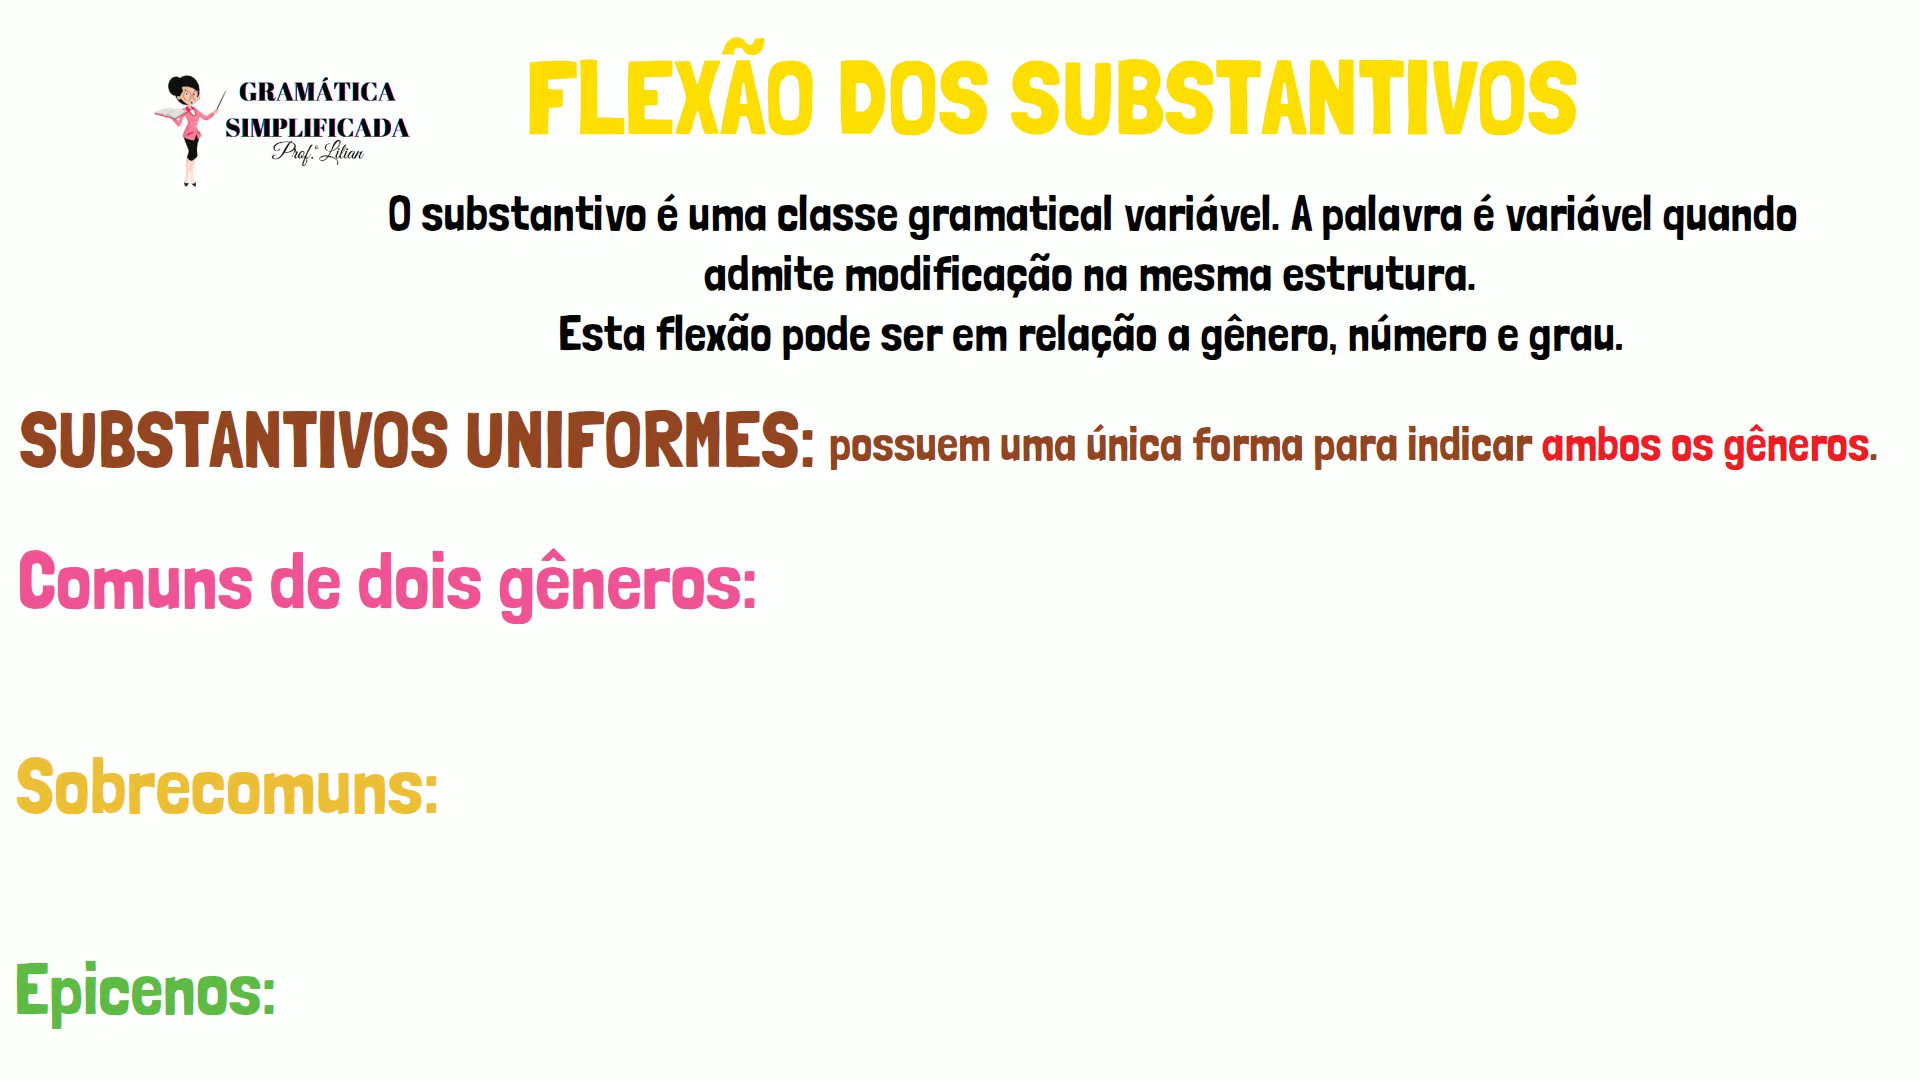 GRAMÁTICA
SIMPLIFICADA
Prof.ª Lilian
FLEXÃO DOS SUBSTANTIVOS
O substantivo é uma classe gramatical variável. A palavra é variável quando
admite modificação na mesma estrutura.
Esta flexão pode ser em relação a gênero, número e grau.
SUBSTANTIVOS UNIFORMES: possuem uma única forma para indicar ambos os gêneros.
Comuns de dois gêneros:
Sobrecomuns:
Epicenos: